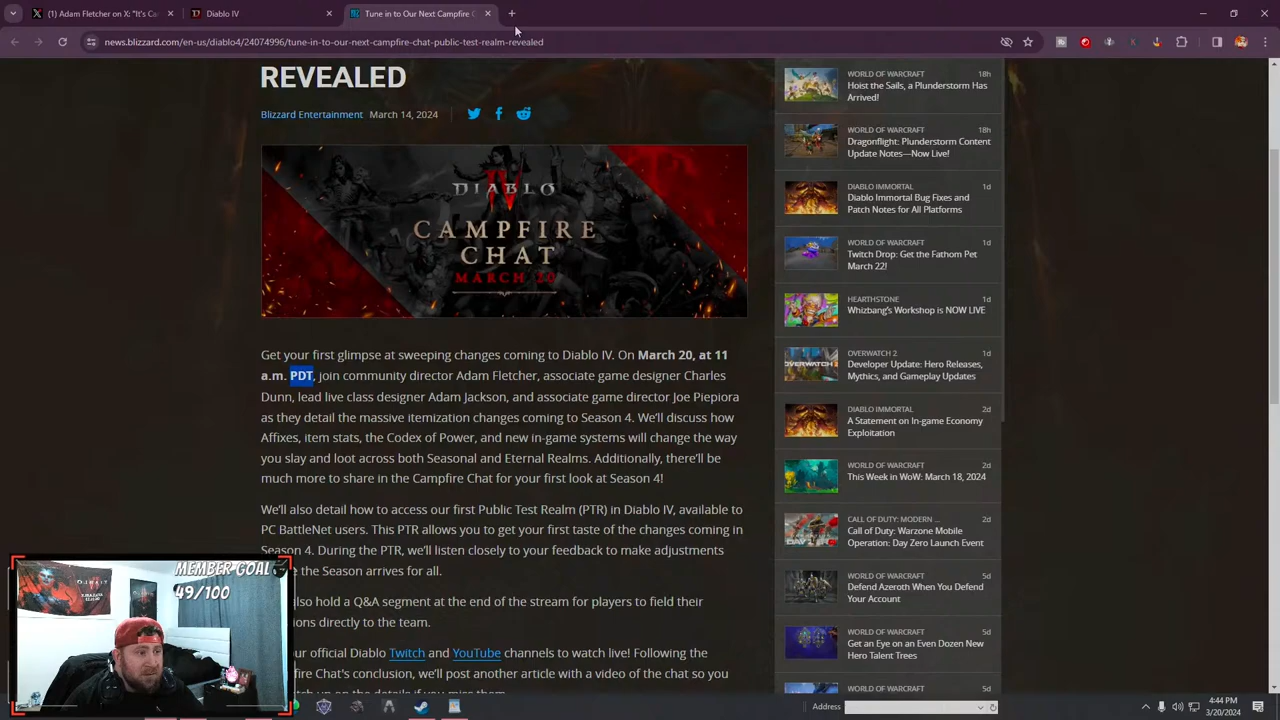 (1) Adam Fletcher on X: "It's Ca
Diablo IV
Tune in to Our Next Campfire C
news.blizzard.com/en-us/diablo4/24074996/tune-in-to-our-next-campfire-chat-public-test-realm-revealed
REVEALED
Blizzard Entertainment March 14, 2024
DIABLO
IV
CAMPFIRE
CHAT
MARCH 20
Get your first glimpse at sweeping changes coming to Diablo IV. On March 20, at 11
a.m. PDT, join community director Adam Fletcher, associate game designer Charles
Dunn, lead live class designer Adam Jackson, and associate game director Joe Piepiora
as they detail the massive itemization changes coming to Season 4. We'll discuss how
Affixes, item stats, the Codex of Power, and new in-game systems will change the way
you slay and loot across both Seasonal and Eternal Realms. Additionally, there'll be
much more to share in the Campfire Chat for your first look at Season 4!
We'll also detail how to access our first Public Test Realm (PTR) in Diablo IV, available to
PC BattleNet users. This PTR allows you to get your first taste of the changes coming in
Season 4. During the PTR, we'll listen closely to your feedback to make adjustments
the Season arrives for all.
also hold a Q&A segment at the end of the stream for players to field their
directly to the team.
our official Diablo Twitch and YouTube channels to watch live! Following the
Chat's conclusion, we'll post another article with a video of the chat so you
up on the details if you miss them.
WORLD OF WARCRAFT 18h
Hoist the Sails, a Plunderstorm Has
Arrived!
WORLD OF WARCRAFT 18h
Dragonflight: Plunderstorm Content
Update Notes—Now Live!
DIABLO IMMORTAL 1d
Diablo Immortal Bug Fixes and
Patch Notes for All Platforms
WORLD OF WARCRAFT 1d
Twitch Drop: Get the Fathom Pet
March 22!
HEARTHSTONE 1d
Whizbang's Workshop is NOW LIVE
OVERWATCH 2 1d
Developer Update: Hero Releases,
Mythics, and Gameplay Updates
DIABLO IMMORTAL 2d
A Statement on In-game Economy
Exploitation
WORLD OF WARCRAFT 2d
This Week in WoW: March 18, 2024
CALL OF DUTY: MODERN ... 2d
Call of Duty: Warzone Mobile
Operation: Day Zero Launch Event
WORLD OF WARCRAFT 5d
Defend Azeroth When You Defend
Your Account
WORLD OF WARCRAFT 5d
Get an Eye on an Even Dozen New
Hero Talent Trees
WORLD OF WARCRAFT 5d
MEMBER GOAL
49/100
DIABLO
Address
4:44 PM
3/20/2024